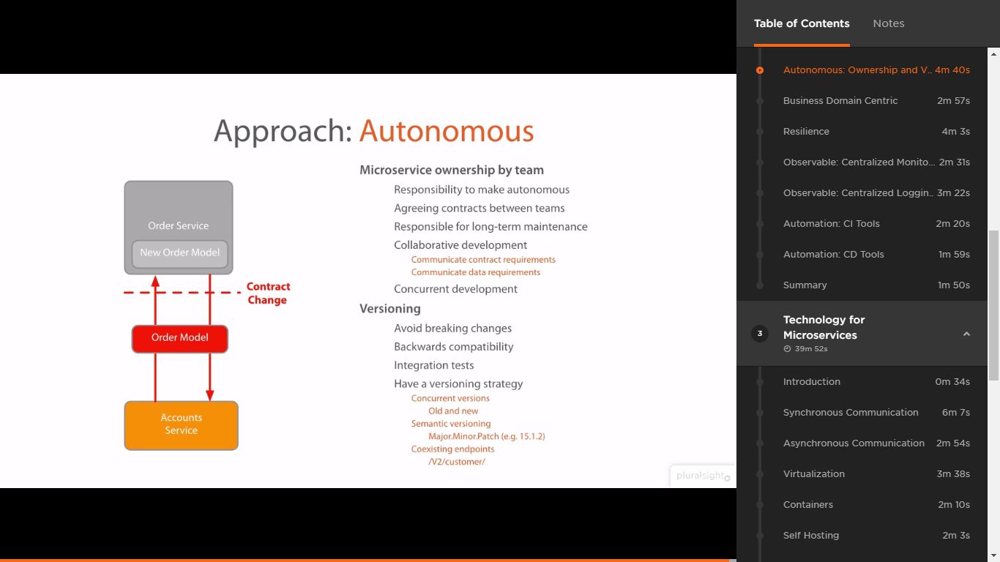 Approach: Autonomous
Order Service
New Order Model
Contract
Change
Order Model
Accounts
Service
Microservice ownership by team
Responsibility to make autonomous
Agreeing contracts between teams
Responsible for long-term maintenance
Collaborative development
Communicate contract requirements
Communicate data requirements
Concurrent development
Versioning
Avoid breaking changes
Backwards compatibility
Integration tests
Have a versioning strategy
Concurrent versions
Old and new
Semantic versioning
Major.Minor.Patch (e.g. 15.1.2)
Coexisting endpoints
/V2/customer/
pluralsight
Table of Contents Notes
Autonomous: Ownership and V.. 4m 40s
Business Domain Centric 2m 57s
Resilience 4m 3s
Observable: Centralized Monito... 2m 31s
Observable: Centralized Loggin.. 3m 22s
Automation: CI Tools 2m 20s
Automation: CD Tools 1m 59s
Summary 1m 50s
3
Technology for
Microservices
39m 52s
Introduction 0m 34s
Synchronous Communication 6m 7s
Asynchronous Communication 2m 54s
Virtualization 3m 38s
Containers 2m 10s
Self Hosting 2m 3s